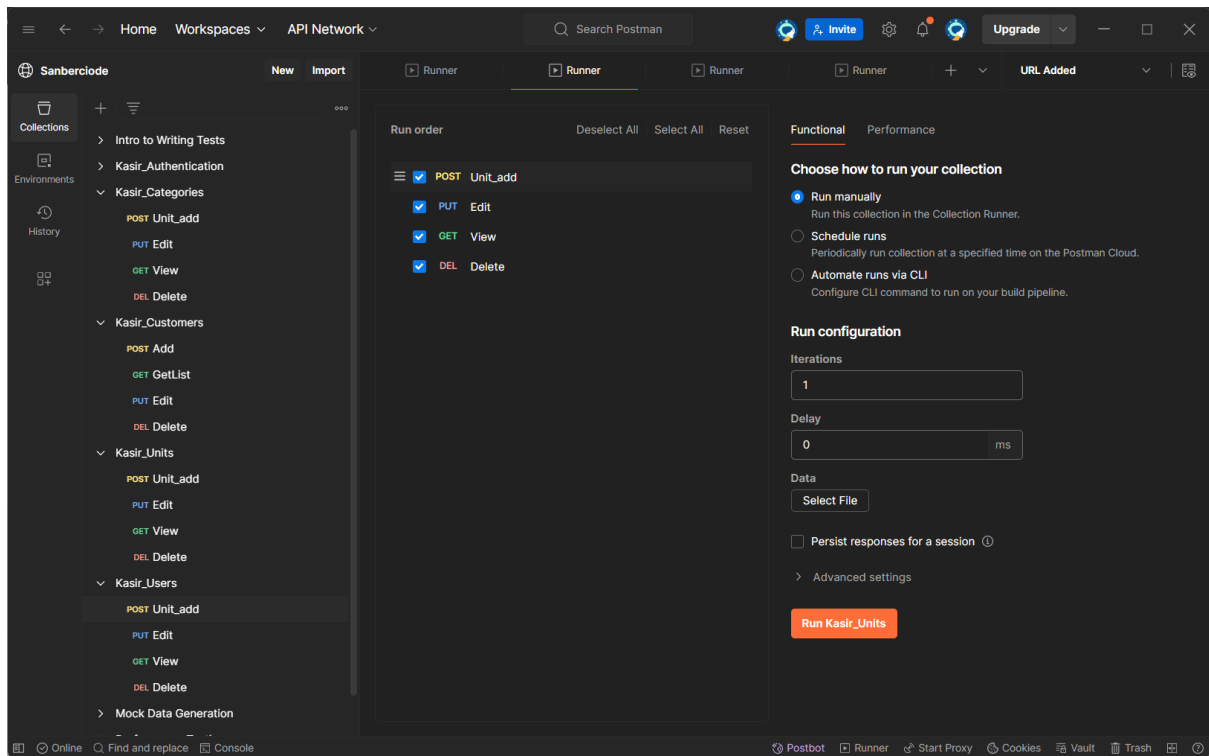 Home Workspaces API Network Search Postman Invite Upgrade
Sanberciode New Import Runner Runner Runner Runner URL Added
Collections
Environments
History
Intro to Writing Tests
Kasir_Authentication
Kasir_Categories
POST Unit_add
PUT Edit
GET View
DEL Delete
Kasir_Customers
POST Add
GET GetList
PUT Edit
DEL Delete
Kasir_Units
POST Unit_add
PUT Edit
GET View
DEL Delete
Kasir_Users
POST Unit_add
PUT Edit
GET View
DEL Delete
Mock Data Generation
Run order Deselect All Select All Reset
POST Unit_add
PUT Edit
GET View
DEL Delete
Functional Performance
Choose how to run your collection
Run manually
Run this collection in the Collection Runner.
Schedule runs
Periodically run collection at a specified time on the Postman Cloud.
Automate runs via CLI
Configure CLI command to run on your build pipeline.
Run configuration
Iterations
1
Delay
0 ms
Data
Select File
Persist responses for a session
Advanced settings
Run Kasir_Units
Online Find and replace Console Postbot Runner Start Proxy Cookies Vault Trash